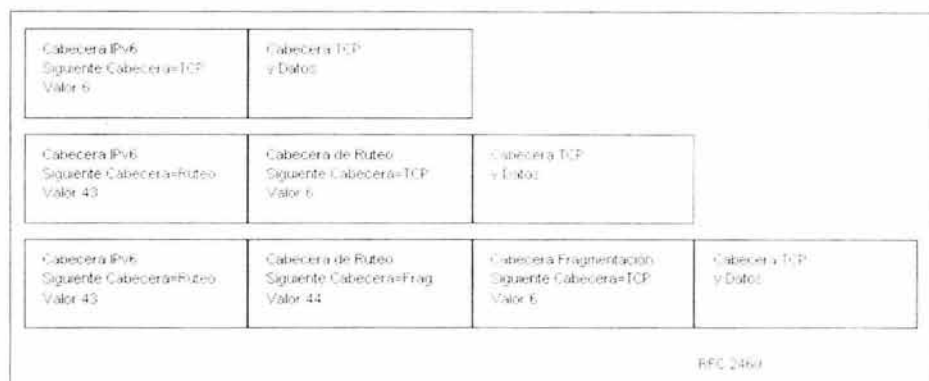 Cabecera IPv6
Siguiente Cabecera=TCP
Valor 6
Cabecera TCP
y Datos
Cabecera IPv6
Siguiente Cabecera=Ruteo
Valor 43
Cabecera de Ruteo
Siguiente Cabecera=TCP
Valor 6
Cabecera TCP
y Datos
Cabecera IPv6
Siguiente Cabecera=Ruteo
Valor 43
Cabecera de Ruteo
Siguiente Cabecera=Frag
Valor 44
Cabecera Fragmentación
Siguiente Cabecera=TCP
Valor 6
Cabecera TCP
y Datos
RFC 2460